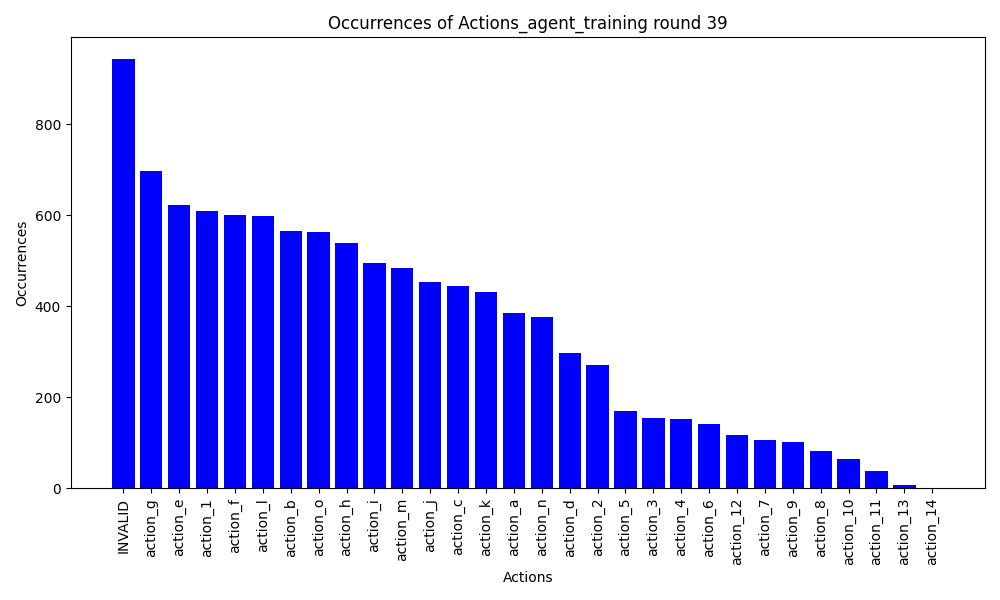 Occurrences of Actions_agent_training round 39
Occurrences
800
600
400
200
0
INVALID
action_g
action_e
action_1
action_f
action_l
action_b
action_o
action_h
action_i
action_m
action_j
action_c
action_k
action_a
action_n
action_d
action_2
action_5
action_3
action_4
action_6
action_12
action_7
action_9
action_8
action_10
action_11
action_13
action_14
Actions